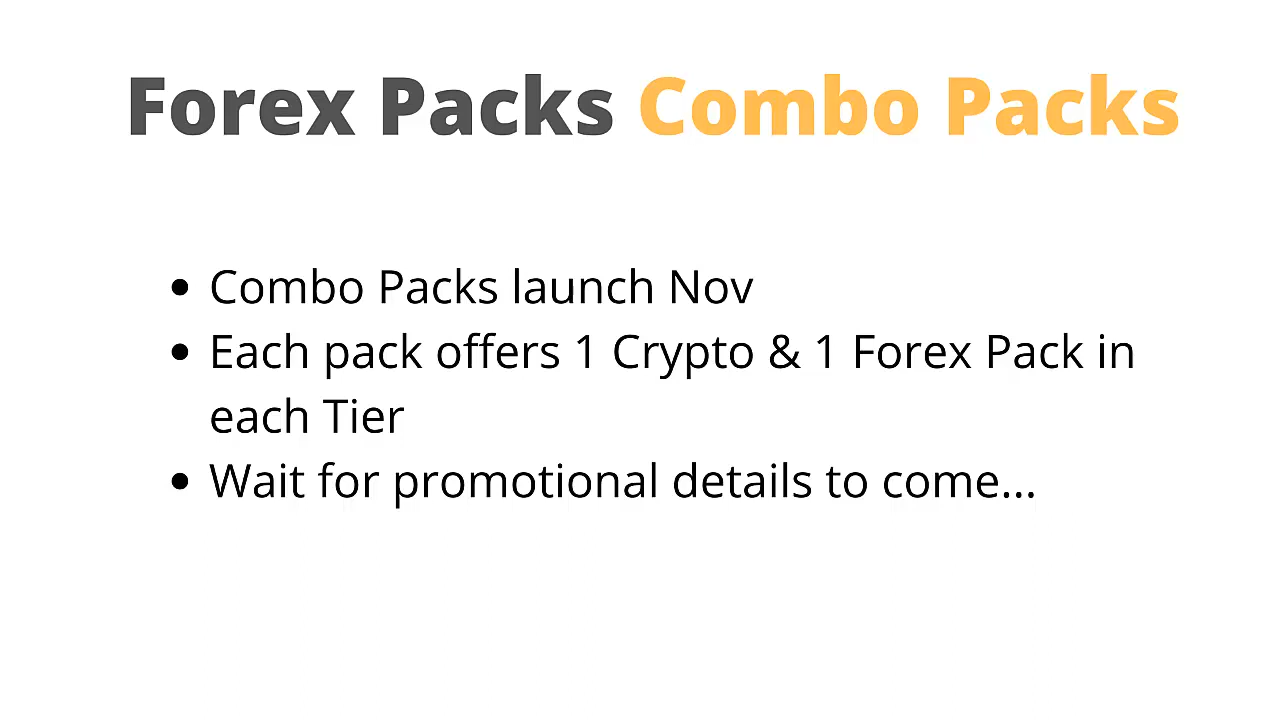 Forex Packs Combo Packs
• Combo Packs launch Nov
• Each pack offers 1 Crypto & 1 Forex Pack in
each Tier
• Wait for promotional details to come...